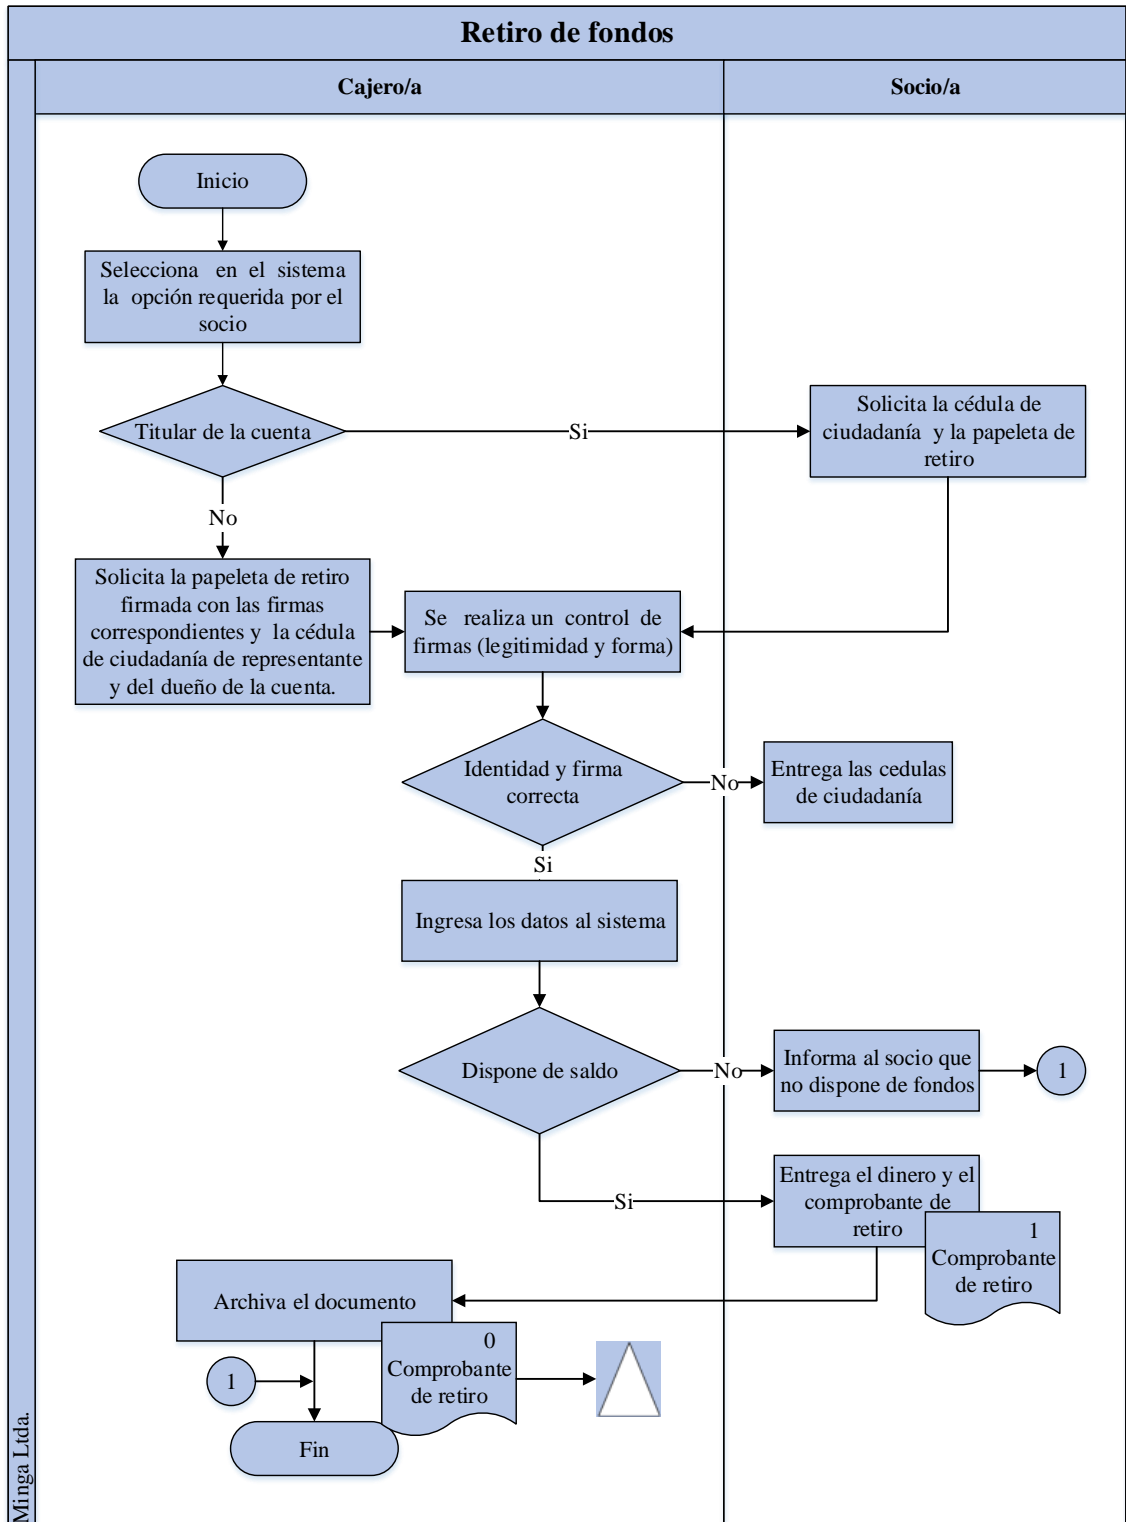 Retiro de fondos
Cajero/a
Socio/a
Inicio
Selecciona en el sistema
la opción requerida por el
socio
Titular de la cuenta
Si
Solicita la cédula de
ciudadanía y la papeleta de
retiro
No
Solicita la papeleta de retiro
firmada con las firmas
correspondientes y la cédula
de ciudadanía de representante
y del dueño de la cuenta.
Se realiza un control de
firmas (legitimidad y forma)
Identidad y firma
correcta
No
Entrega las cedulas
de ciudadanía
Si
Ingresa los datos al sistema
Dispone de saldo
No
Informa al socio que
no dispone de fondos
1
Si
Entrega el dinero y el
comprobante de
retiro
1
Comprobante
de retiro
Archiva el documento
0
Comprobante
de retiro
1
Fin
Minga Ltda.